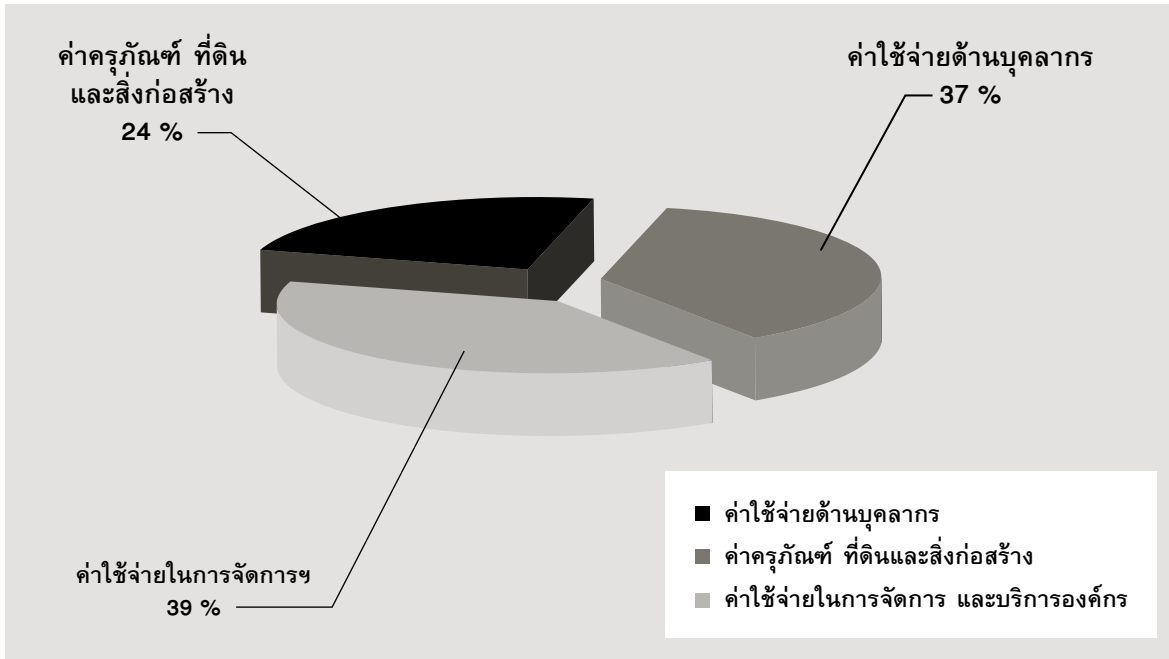 ค่าครุภัณฑ์ ที่ดิน
และสิ่งก่อสร้าง
24 %
ค่าใช้จ่ายด้านบุคลากร
37 %
ค่าใช้จ่ายในการจัดการฯ
39 %
ค่าใช้จ่ายด้านบุคลากร
ค่าครุภัณฑ์ ที่ดินและสิ่งก่อสร้าง
ค่าใช้จ่ายในการจัดการ และบริการองค์กร